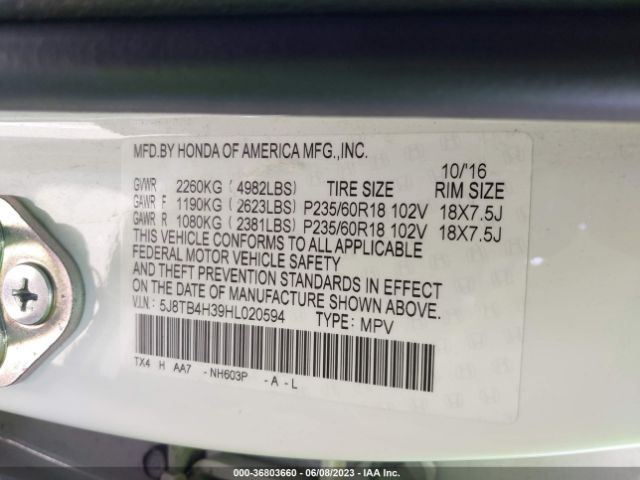 MFD.BY HONDA OF AMERICA MFG.,INC.
10/'16
GVWR 2260KG ( 4982LBS) TIRE SIZE RIM SIZE
GAWR F 1190KG ( 2623LBS) P235/60R18 102V 18X7.5J
GAWR R 1080KG ( 2381LBS) P235/60R18 102V 18X7.5J
THIS VEHICLE CONFORMS TO ALL APPLICABLE
FEDERAL MOTOR VEHICLE SAFETY
AND THEFT PREVENTION STANDARDS IN EFFECT
ON THE DATE OF MANUFACTURE SHOWN ABOVE.
V.I.N.: 5J8TB4H39HL020594 TYPE: MPV
TX4 H AA7 - NH603P - A - L
000-36803660 - 06/08/2023 - IAA Inc.